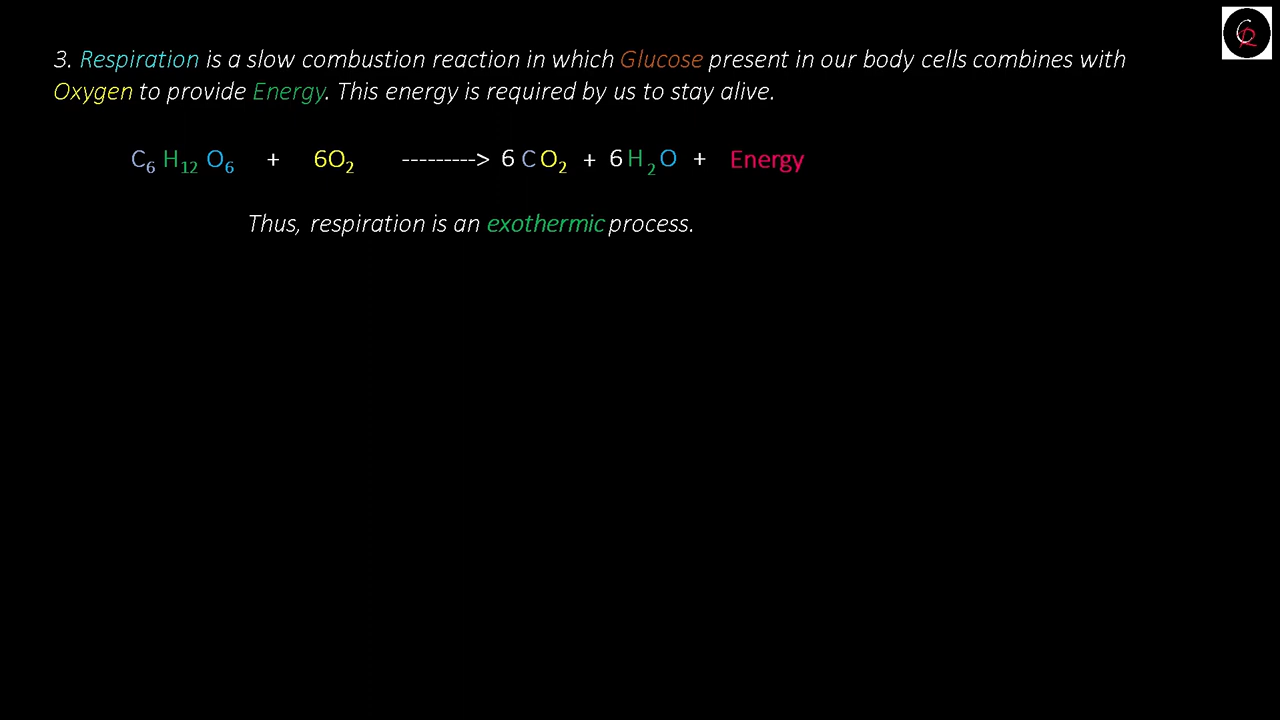 3. Respiration is a slow combustion reaction in which Glucose present in our body cells combines with
Oxygen to provide Energy. This energy is required by us to stay alive.
C₆ H₁₂ O₆ + 6O₂ ---------> 6 C O₂ + 6 H₂ O + Energy
Thus, respiration is an exothermic process.